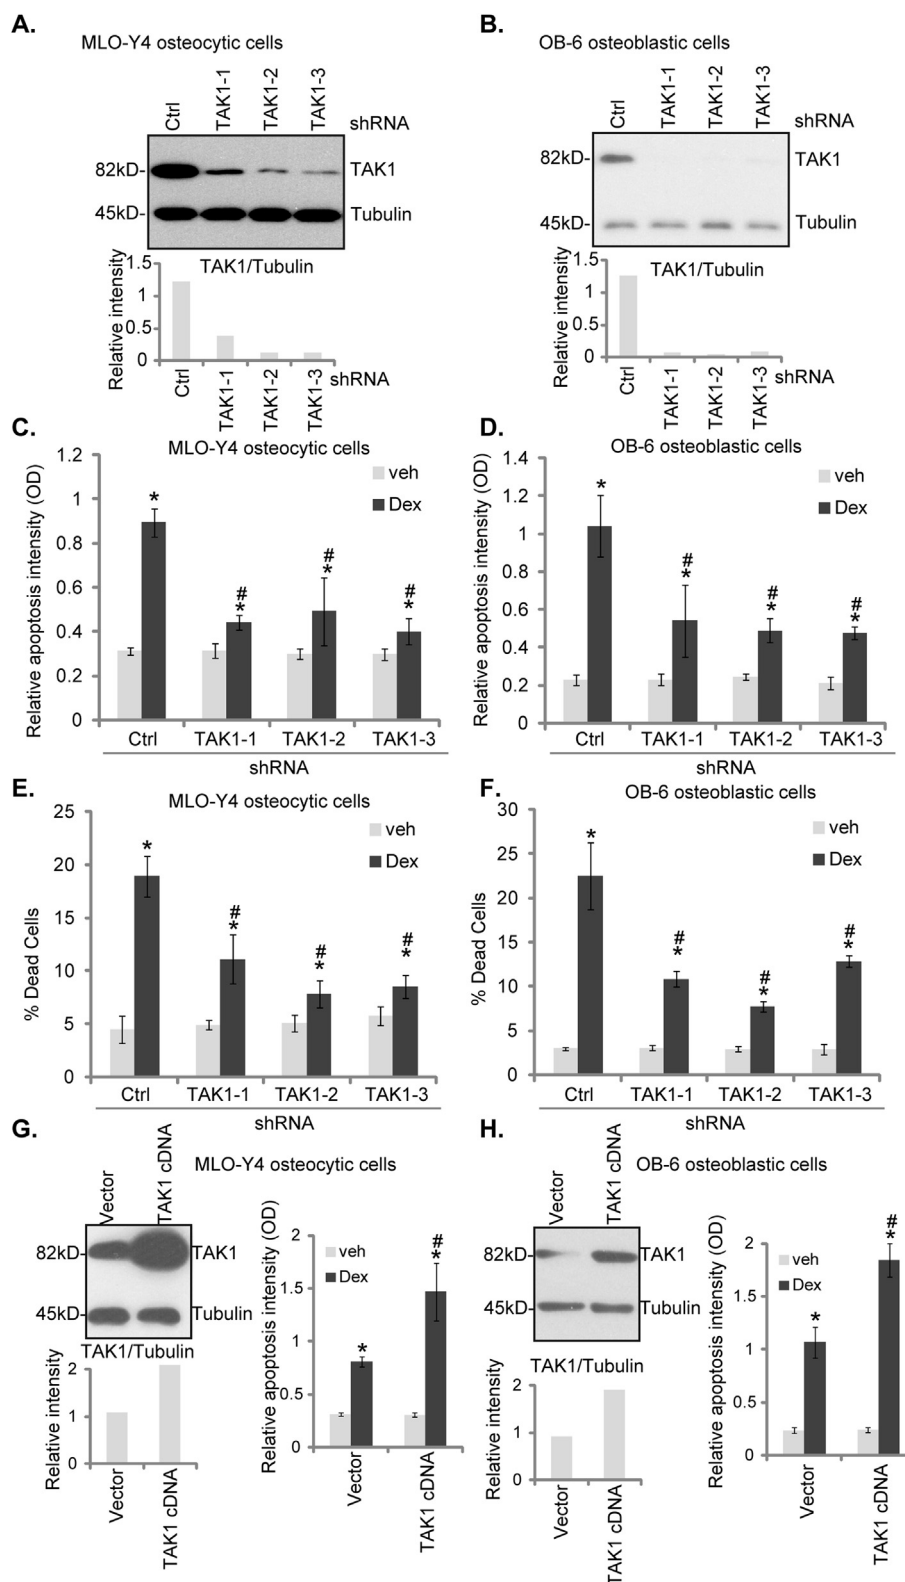 A.
MLO-Y4 osteocytic cells
Ctrl TAK1-1 TAK1-2 TAK1-3 shRNA
82kD- TAK1
45kD- Tubulin
TAK1/Tubulin
Relative intensity
1.5
1
0.5
0
Ctrl TAK1-1 TAK1-2 TAK1-3 shRNA
B.
OB-6 osteoblastic cells
Ctrl TAK1-1 TAK1-2 TAK1-3 shRNA
82kD- TAK1
45kD- Tubulin
TAK1/Tubulin
Relative intensity
1.5
1
0.5
0
Ctrl TAK1-1 TAK1-2 TAK1-3 shRNA
C.
MLO-Y4 osteocytic cells
Relative apoptosis intensity (OD)
1.2
1
0.8
0.6
0.4
0.2
0
veh
Dex
*
# *
# *
# *
Ctrl TAK1-1 TAK1-2 TAK1-3
shRNA
D.
OB-6 osteoblastic cells
Relative apoptosis intensity (OD)
1.4
1.2
1
0.8
0.6
0.4
0.2
0
veh
Dex
*
# *
# *
# *
Ctrl TAK1-1 TAK1-2 TAK1-3
shRNA
E.
MLO-Y4 osteocytic cells
% Dead Cells
25
20
15
10
5
0
veh
Dex
*
# *
# *
# *
Ctrl TAK1-1 TAK1-2 TAK1-3
shRNA
F.
OB-6 osteoblastic cells
% Dead Cells
30
25
20
15
10
5
0
veh
Dex
*
# *
# *
# *
Ctrl TAK1-1 TAK1-2 TAK1-3
shRNA
G.
MLO-Y4 osteocytic cells
Vector TAK1 cDNA
82kD- TAK1
45kD- Tubulin
TAK1/Tubulin
Relative intensity
2
1
0
Vector TAK1 cDNA
Relative apoptosis intensity (OD)
2
1.5
1
0.5
0
veh
Dex
*
# *
Vector TAK1 cDNA
H.
OB-6 osteoblastic cells
Vector TAK1 cDNA
82kD- TAK1
45kD- Tubulin
TAK1/Tubulin
Relative intensity
2
1
0
Vector TAK1 cDNA
Relative apoptosis intensity (OD)
2
1.5
1
0.5
0
veh
Dex
*
# *
Vector TAK1 cDNA